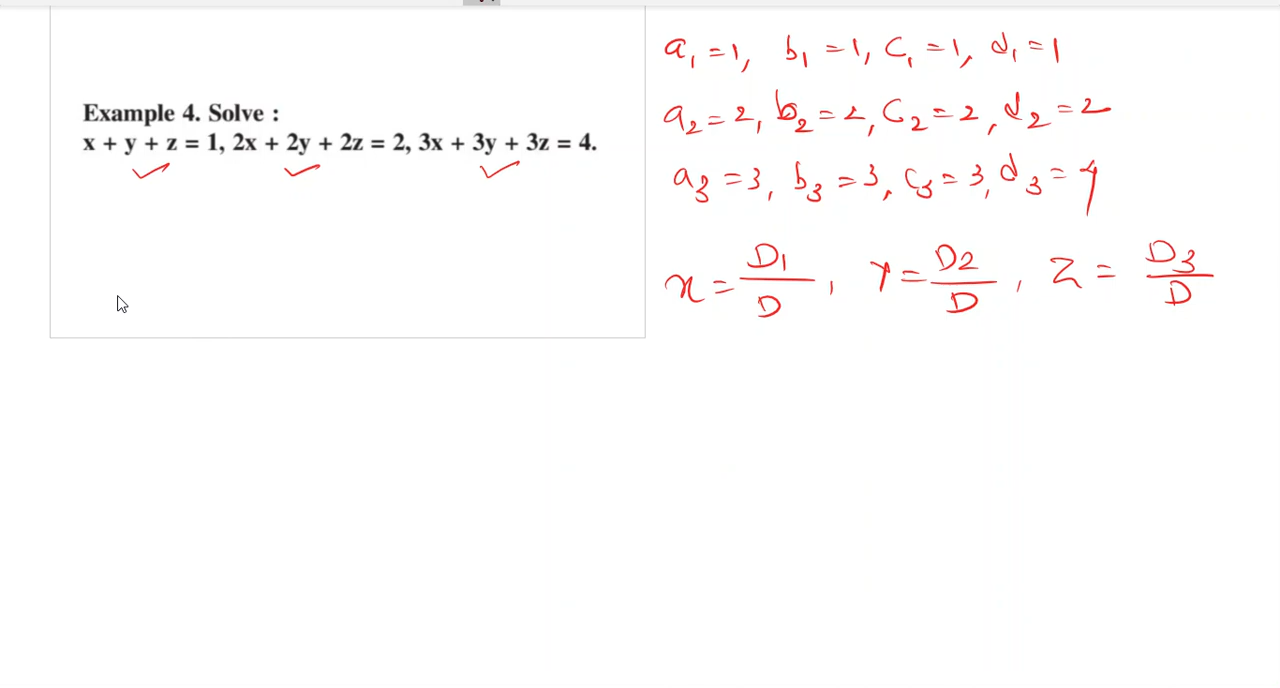 Example 4. Solve :
x + y + z = 1, 2x + 2y + 2z = 2, 3x + 3y + 3z = 4.
a₁ = 1, b₁ = 1, c₁ = 1, d₁ = 1
a₂ = 2, b₂ = 2, c₂ = 2, d₂ = 2
a₃ = 3, b₃ = 3, c₃ = 3, d₃ = 4
x = D1/D, y = D2/D, z = D3/D